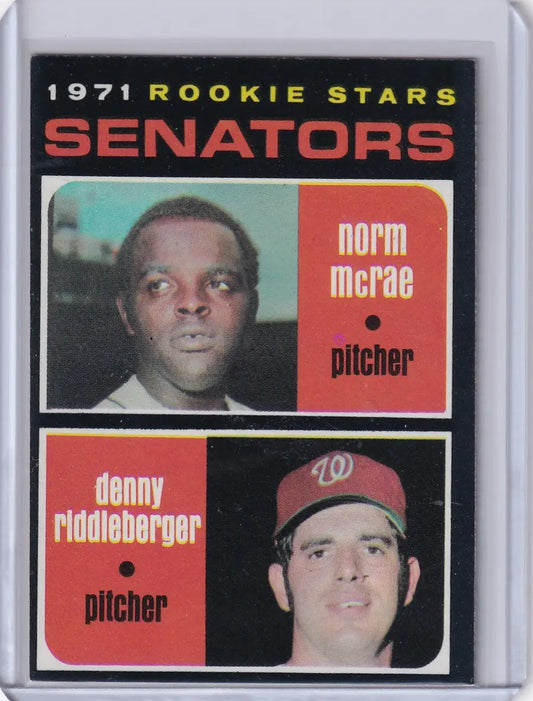 1971 ROOKIE STARS
SENATORS
norm
mcrae
pitcher
W
denny
riddleberger
pitcher